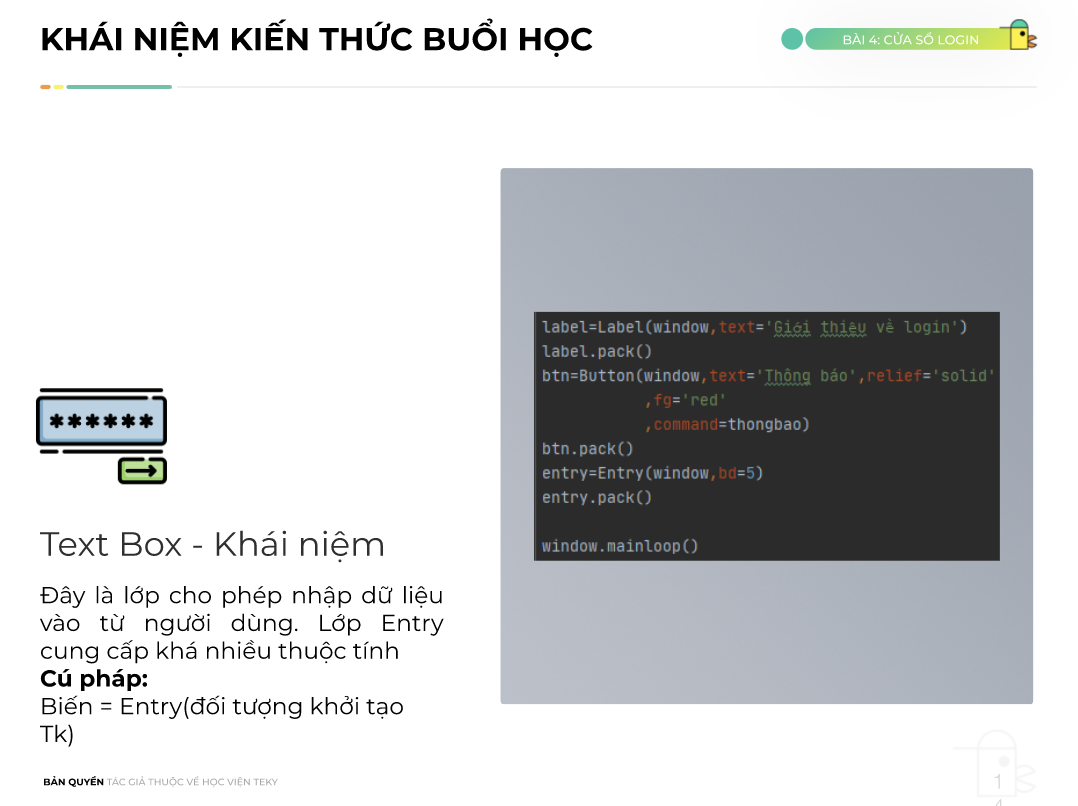 KHÁI NIỆM KIẾN THỨC BUỔI HỌC
BÀI 4: CỬA SỔ LOGIN
label=Label(window,text='Giới thiệu về login')
label.pack()
btn=Button(window,text='Thông báo',relief='solid'
,fg='red'
,command=thongbao)
btn.pack()
entry=Entry(window,bd=5)
entry.pack()
window.mainloop()
******
Text Box - Khái niệm
Đây là lớp cho phép nhập dữ liệu
vào từ người dùng. Lớp Entry
cung cấp khá nhiều thuộc tính
Cú pháp:
Biến = Entry(đối tượng khởi tạo
Tk)
BẢN QUYỀN TÁC GIẢ THUỘC VỀ HỌC VIỆN TEKY
1
4